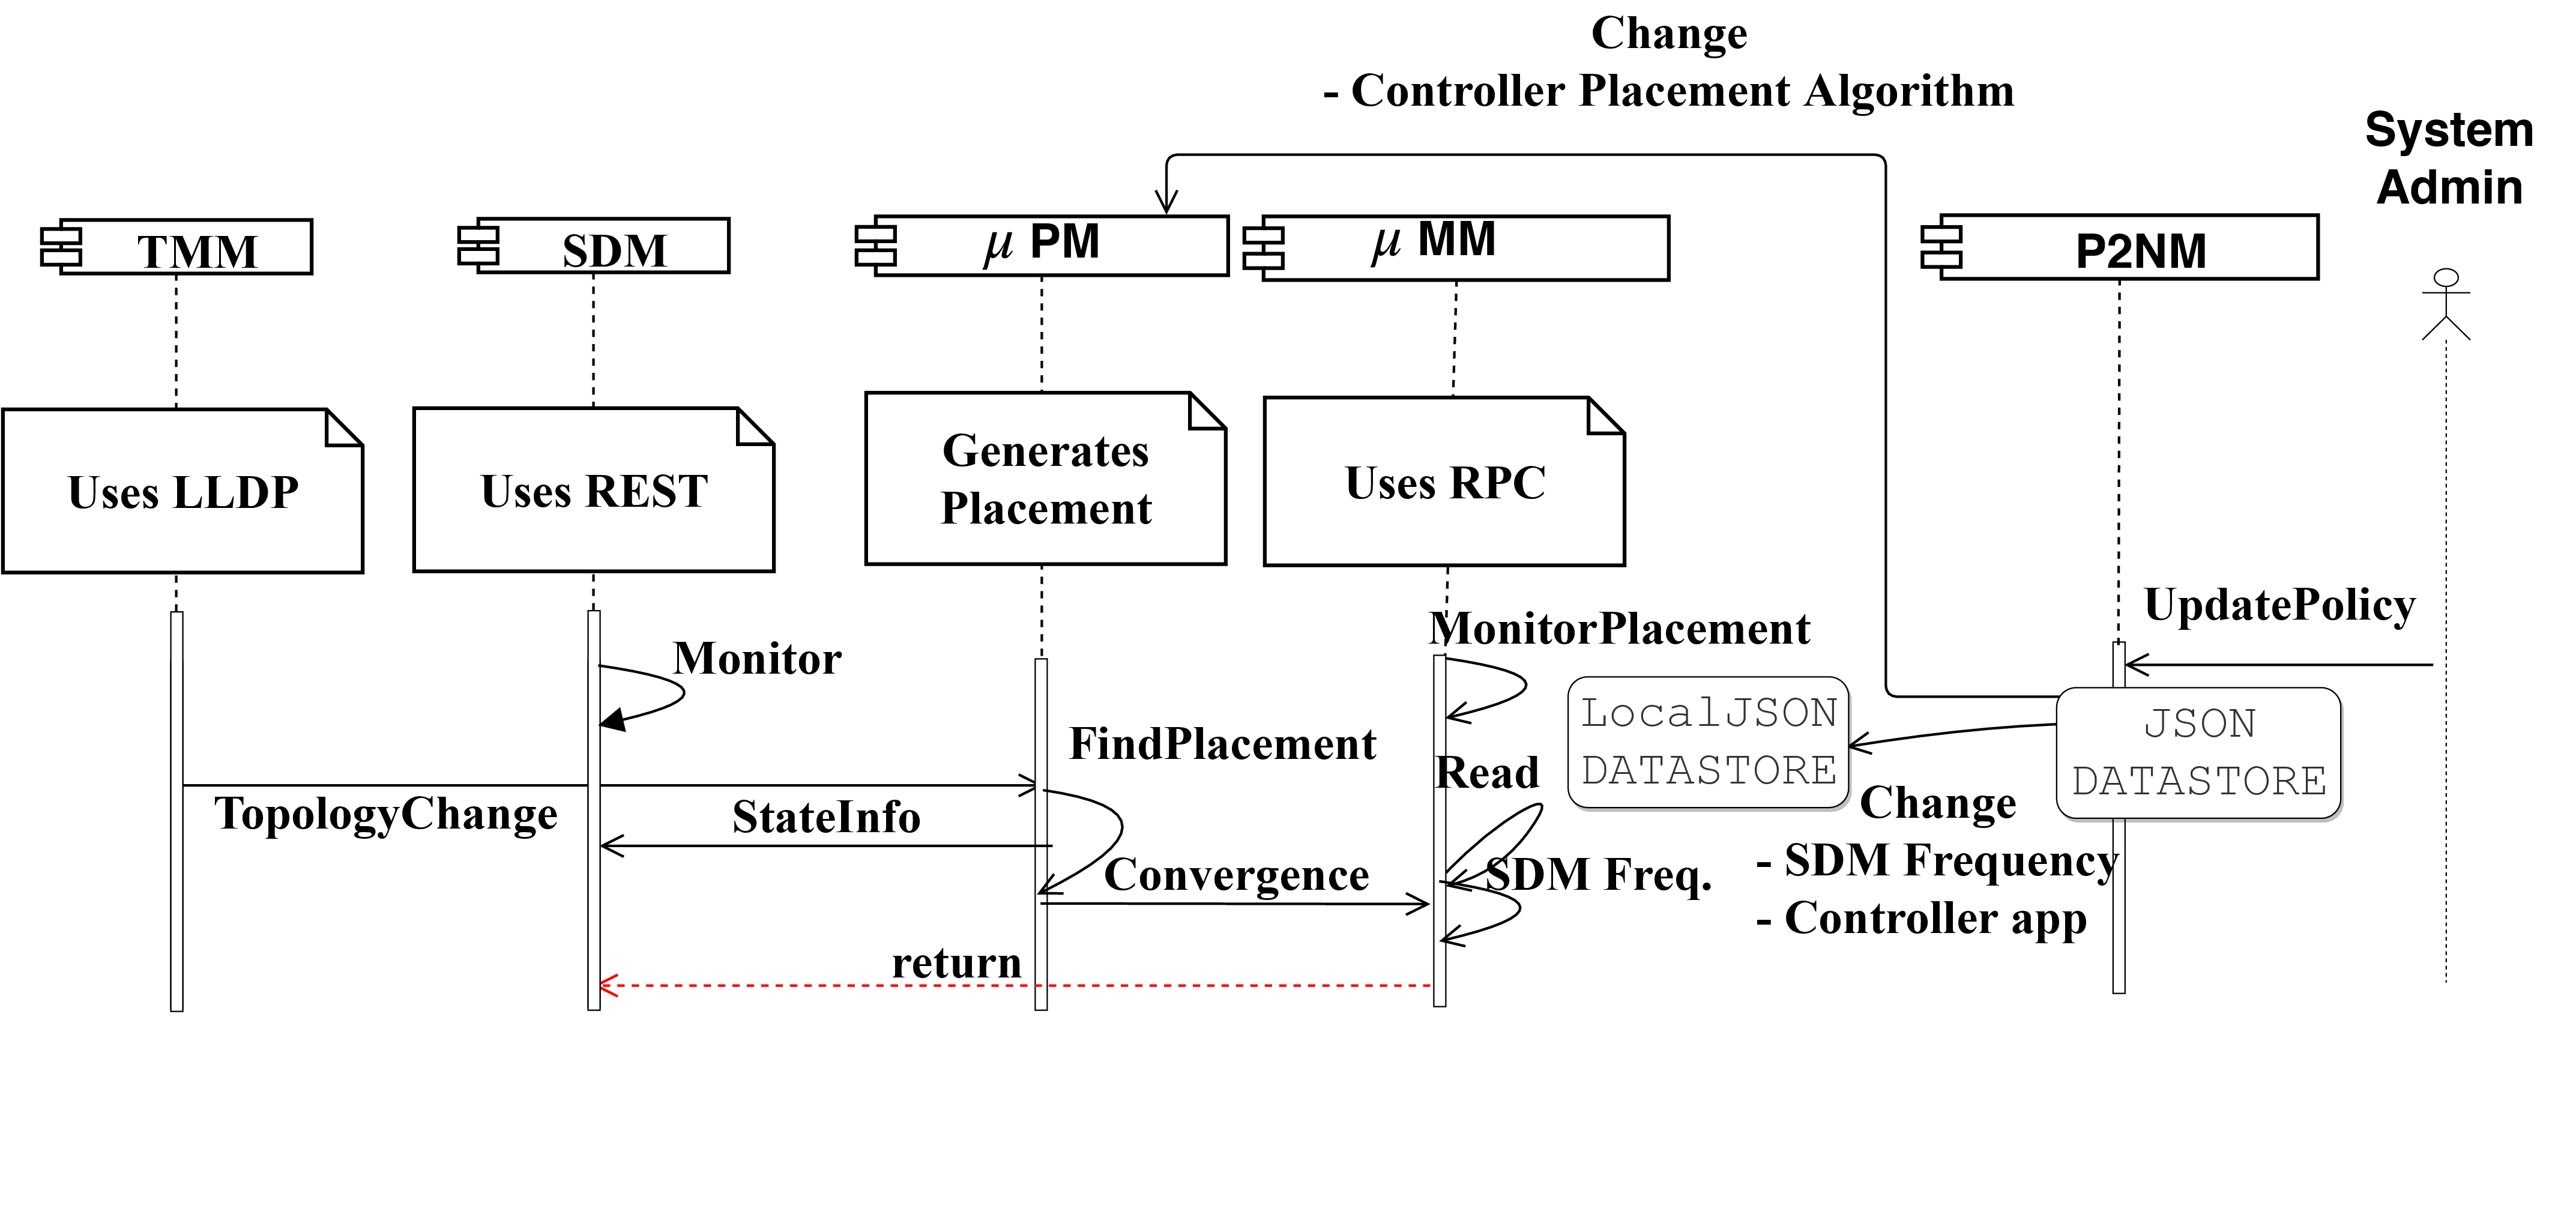 Change
- Controller Placement Algorithm
System
Admin
TMM
SDM
μ PM
μ MM
P2NM
Uses LLDP
Uses REST
Generates
Placement
Uses RPC
UpdatePolicy
MonitorPlacement
Monitor
LocalJSON
DATASTORE
JSON
DATASTORE
FindPlacement
Read
TopologyChange
StateInfo
Change
- SDM Frequency
- Controller app
Convergence
SDM Freq.
return